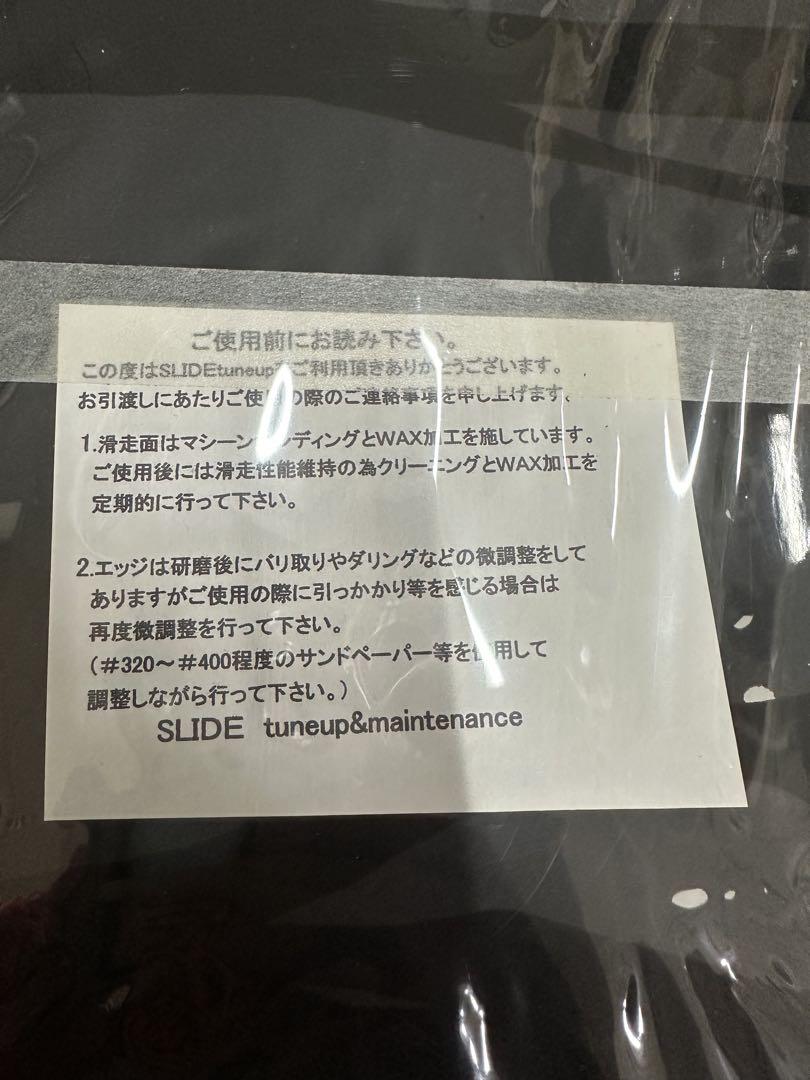 ご使用前にお読み下さい。
この度はSLIDEtuneupをご利用頂きありがとうございます。
お引渡しにあたりご使用の際のご連絡事項を申し上げます。
1.滑走面はマシーンサンディングとWAX加工を施しています。
ご使用後には滑走性能維持の為クリーニングとWAX加工を
定期的に行って下さい。
2.エッジは研磨後にバリ取りやダリングなどの微調整をして
ありますがご使用の際に引っかかり等を感じる場合は
再度微調整を行って下さい。
（＃320～＃400程度のサンドペーパー等を使用して
調整しながら行って下さい。）
SLIDE tuneup&maintenance